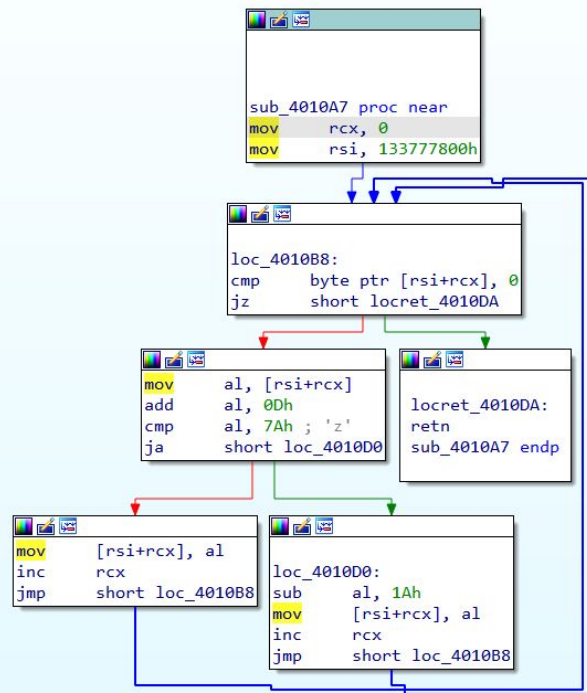 sub_4010A7 proc near
mov rcx, 0
mov rsi, 133777800h
loc_4010B8:
cmp byte ptr [rsi+rcx], 0
jz short locret_4010DA
mov al, [rsi+rcx]
add al, 0Dh
cmp al, 7Ah ; 'z'
ja short loc_4010D0
locret_4010DA:
retn
sub_4010A7 endp
mov [rsi+rcx], al
inc rcx
jmp short loc_4010B8
loc_4010D0:
sub al, 1Ah
mov [rsi+rcx], al
inc rcx
jmp short loc_4010B8